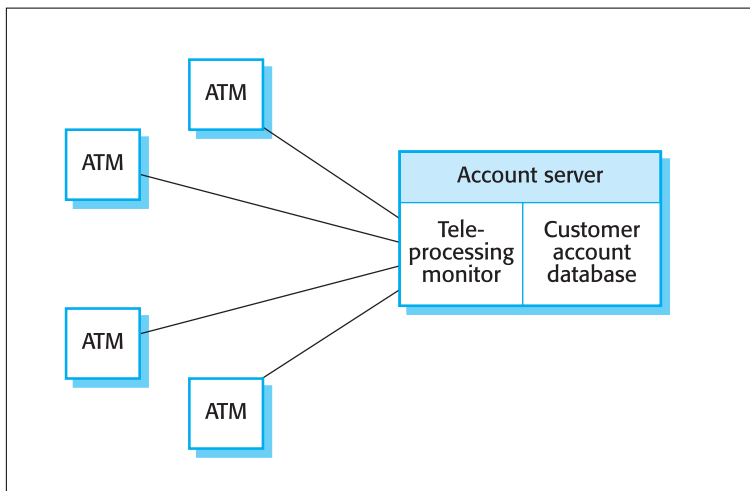 ATM
ATM
Account server
Tele-
processing
monitor
Customer
account
database
ATM
ATM